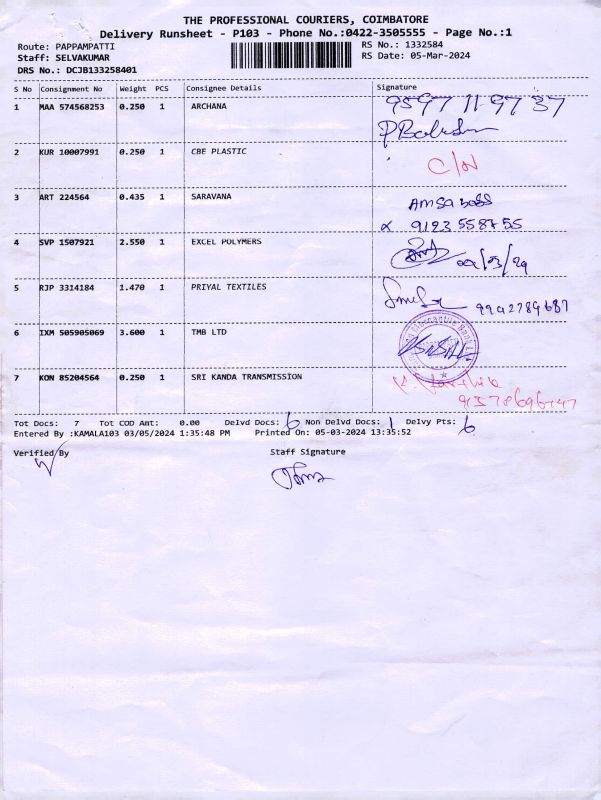 THE PROFESSIONAL COURIERS, COIMBATORE
Delivery Runsheet - P103 - Phone No.:0422-3505555 - Page No.:1
Route: PAPPAMPATTI RS No.: 1332584
Staff: SELVAKUMAR RS Date: 05-Mar-2024
DRS No.: DCJB133258401
S No Consignment No Weight PCS Consignee Details Signature
1 MAA 574568253 0.250 1 ARCHANA 9597 119737
2 KUR 10007991 0.250 1 CBE PLASTIC C/N
3 ART 224564 0.435 1 SARAVANA
9123 558755
4 SVP 1507921 2.550 1 EXCEL POLYMERS
5 RJP 3314184 1.470 1 PRIYAL TEXTILES 9942789687
6 IXM 505905069 3.600 1 TMB LTD
7 KON 85204564 0.250 1 SRI KANDA TRANSMISSION
Tot Docs: 7 Tot COD Amt: 0.00 Delvd Docs: 6 Non Delvd Docs: 1 Delvy Pts: 6
Entered By :KAMALA103 03/05/2024 1:35:48 PM Printed On: 05-03-2024 13:35:52
Verified By Staff Signature